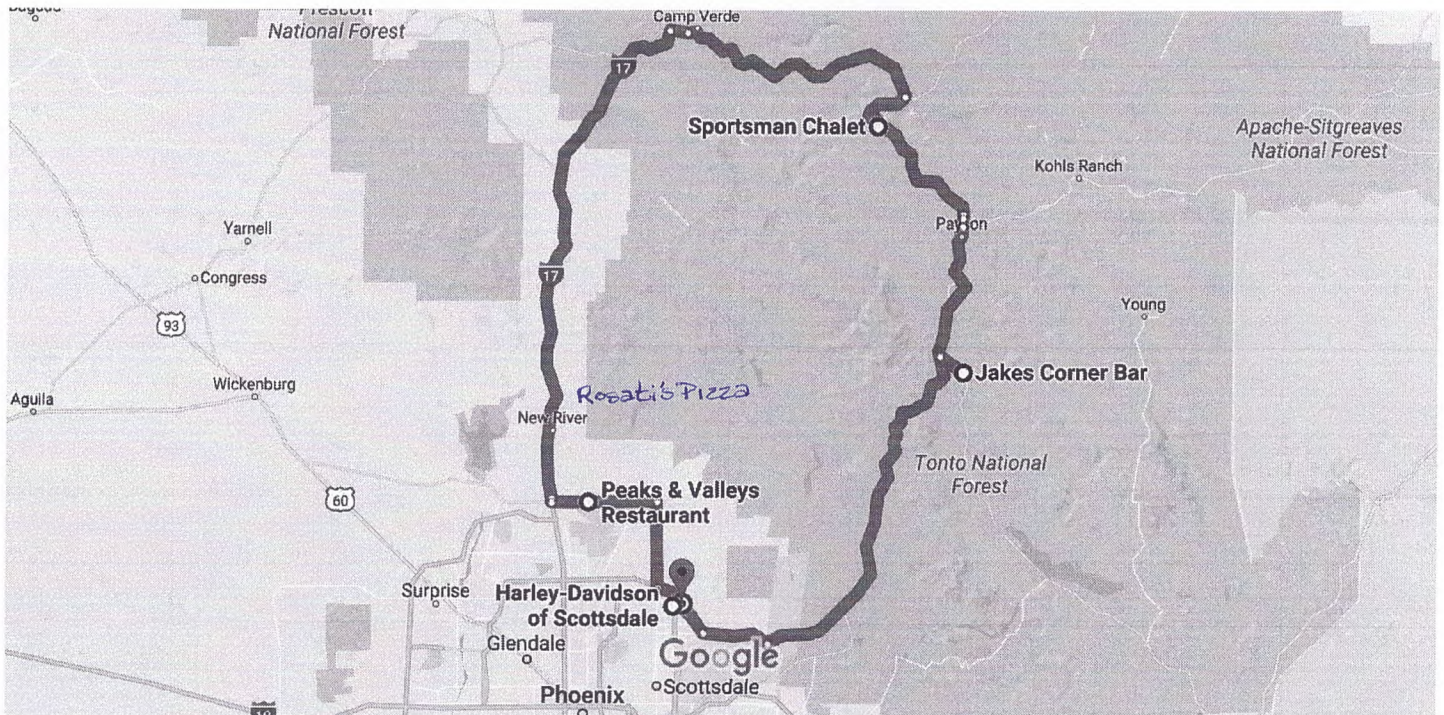 Prescott
National Forest
Camp Verde
17
Sportsman Chalet
Apache-Sitgreaves
National Forest
Kohls Ranch
Yarnell
Payson
Congress
17
Young
93
Jakes Corner Bar
Wickenburg
Aguila
Rosati's Pizza
New River
Tonto National
Forest
60
Peaks & Valleys
Restaurant
Surprise
Harley-Davidson
of Scottsdale
Glendale
Google
Scottsdale
Phoenix
10